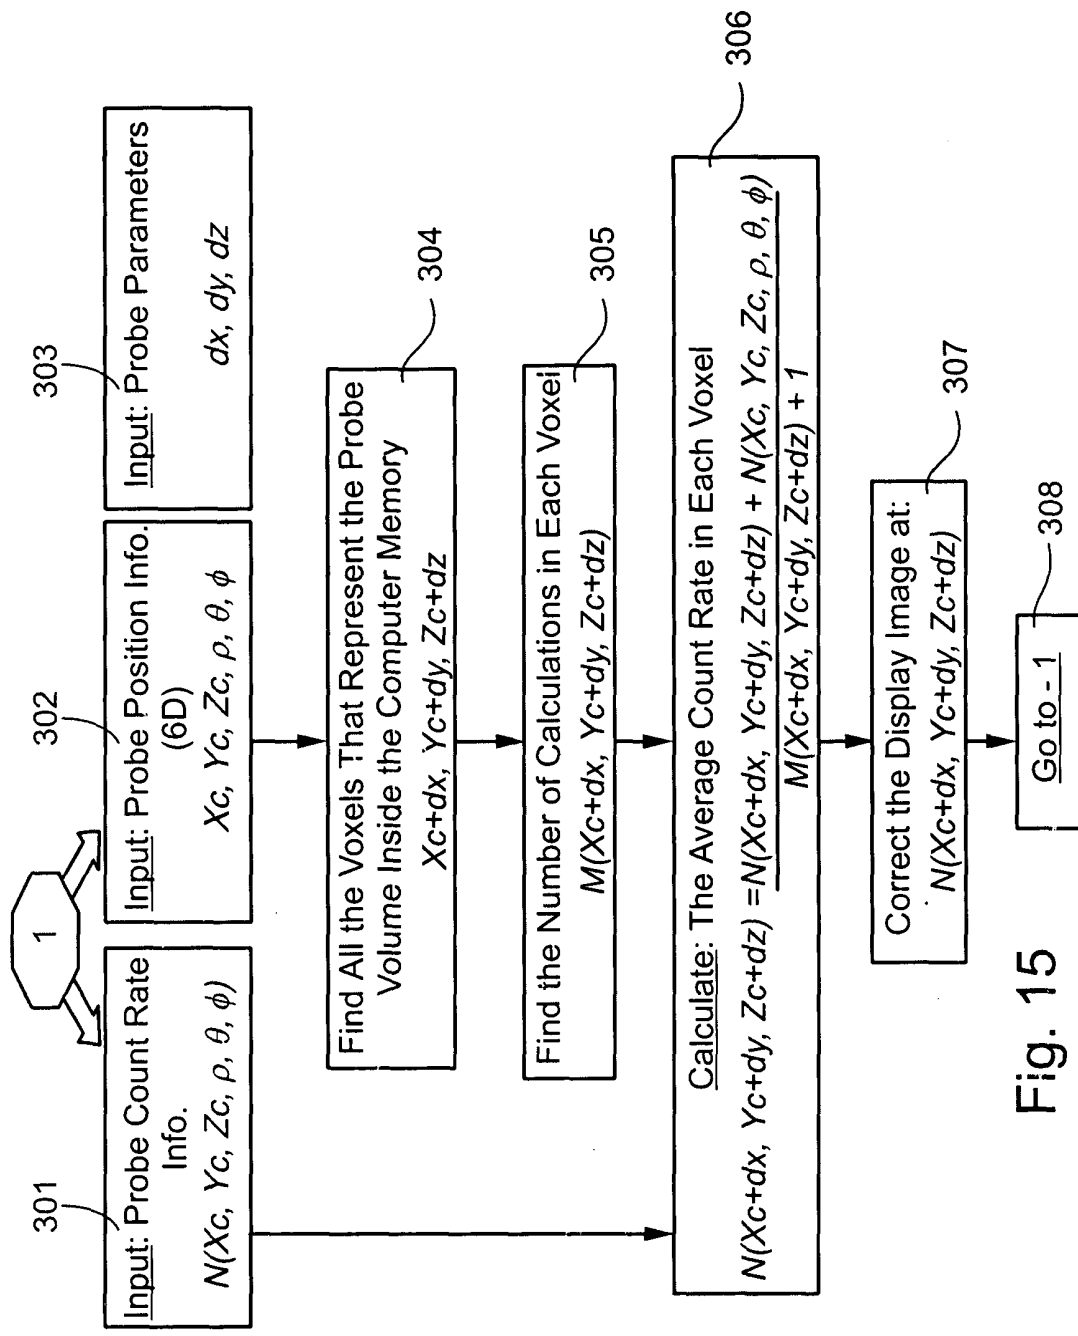 1
301
302
303
Input: Probe Count Rate
Info.
N(Xc, Yc, Zc, ρ, θ, ϕ)
Input: Probe Position Info.
(6D)
Xc, Yc, Zc, ρ, θ, ϕ
Input: Probe Parameters
dx, dy, dz
304
Find All the Voxels That Represent the Probe
Volume Inside the Computer Memory
Xc+dx, Yc+dy, Zc+dz
305
Find the Number of Calculations in Each Voxel
M(Xc+dx, Yc+dy, Zc+dz)
306
Calculate: The Average Count Rate in Each Voxel
N(Xc+dx, Yc+dy, Zc+dz) =N(Xc+dx, Yc+dy, Zc+dz) + N(Xc, Yc, Zc, ρ, θ, ϕ)
M(Xc+dx, Yc+dy, Zc+dz) + 1
307
Correct the Display Image at:
N(Xc+dx, Yc+dy, Zc+dz)
308
Go to - 1
Fig. 15